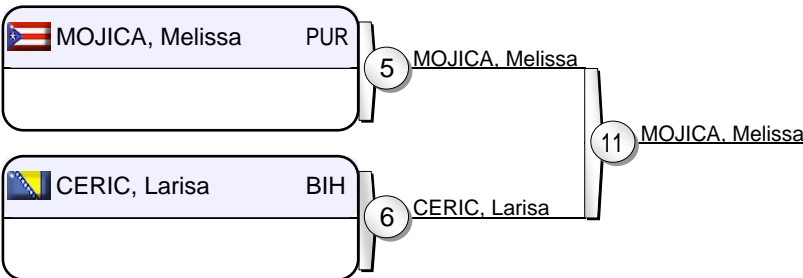 MOJICA, Melissa PUR
5 MOJICA, Melissa
11 MOJICA, Melissa
CERIC, Larisa BIH
6 CERIC, Larisa